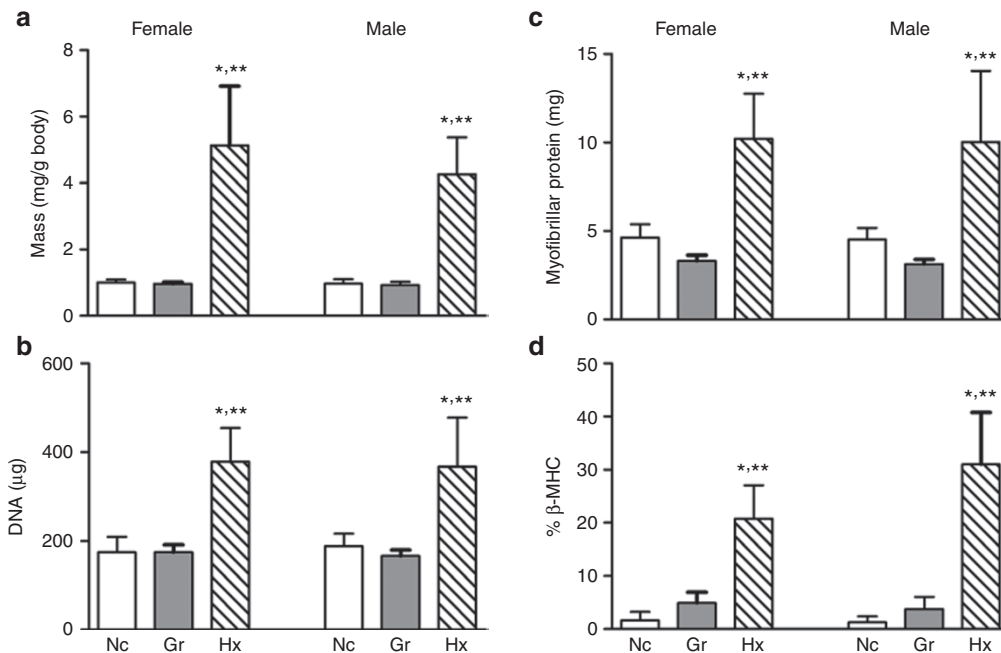 a
Female Male
Mass (mg/g body)
8
6
4
2
0
*,**
*,**
b
DNA (µg)
600
400
200
0
*,**
*,**
Nc Gr Hx Nc Gr Hx
c
Female Male
Myofibrillar protein (mg)
15
10
5
0
*,**
*,**
d
% β-MHC
50
40
30
20
10
0
*,**
*,**
Nc Gr Hx Nc Gr Hx